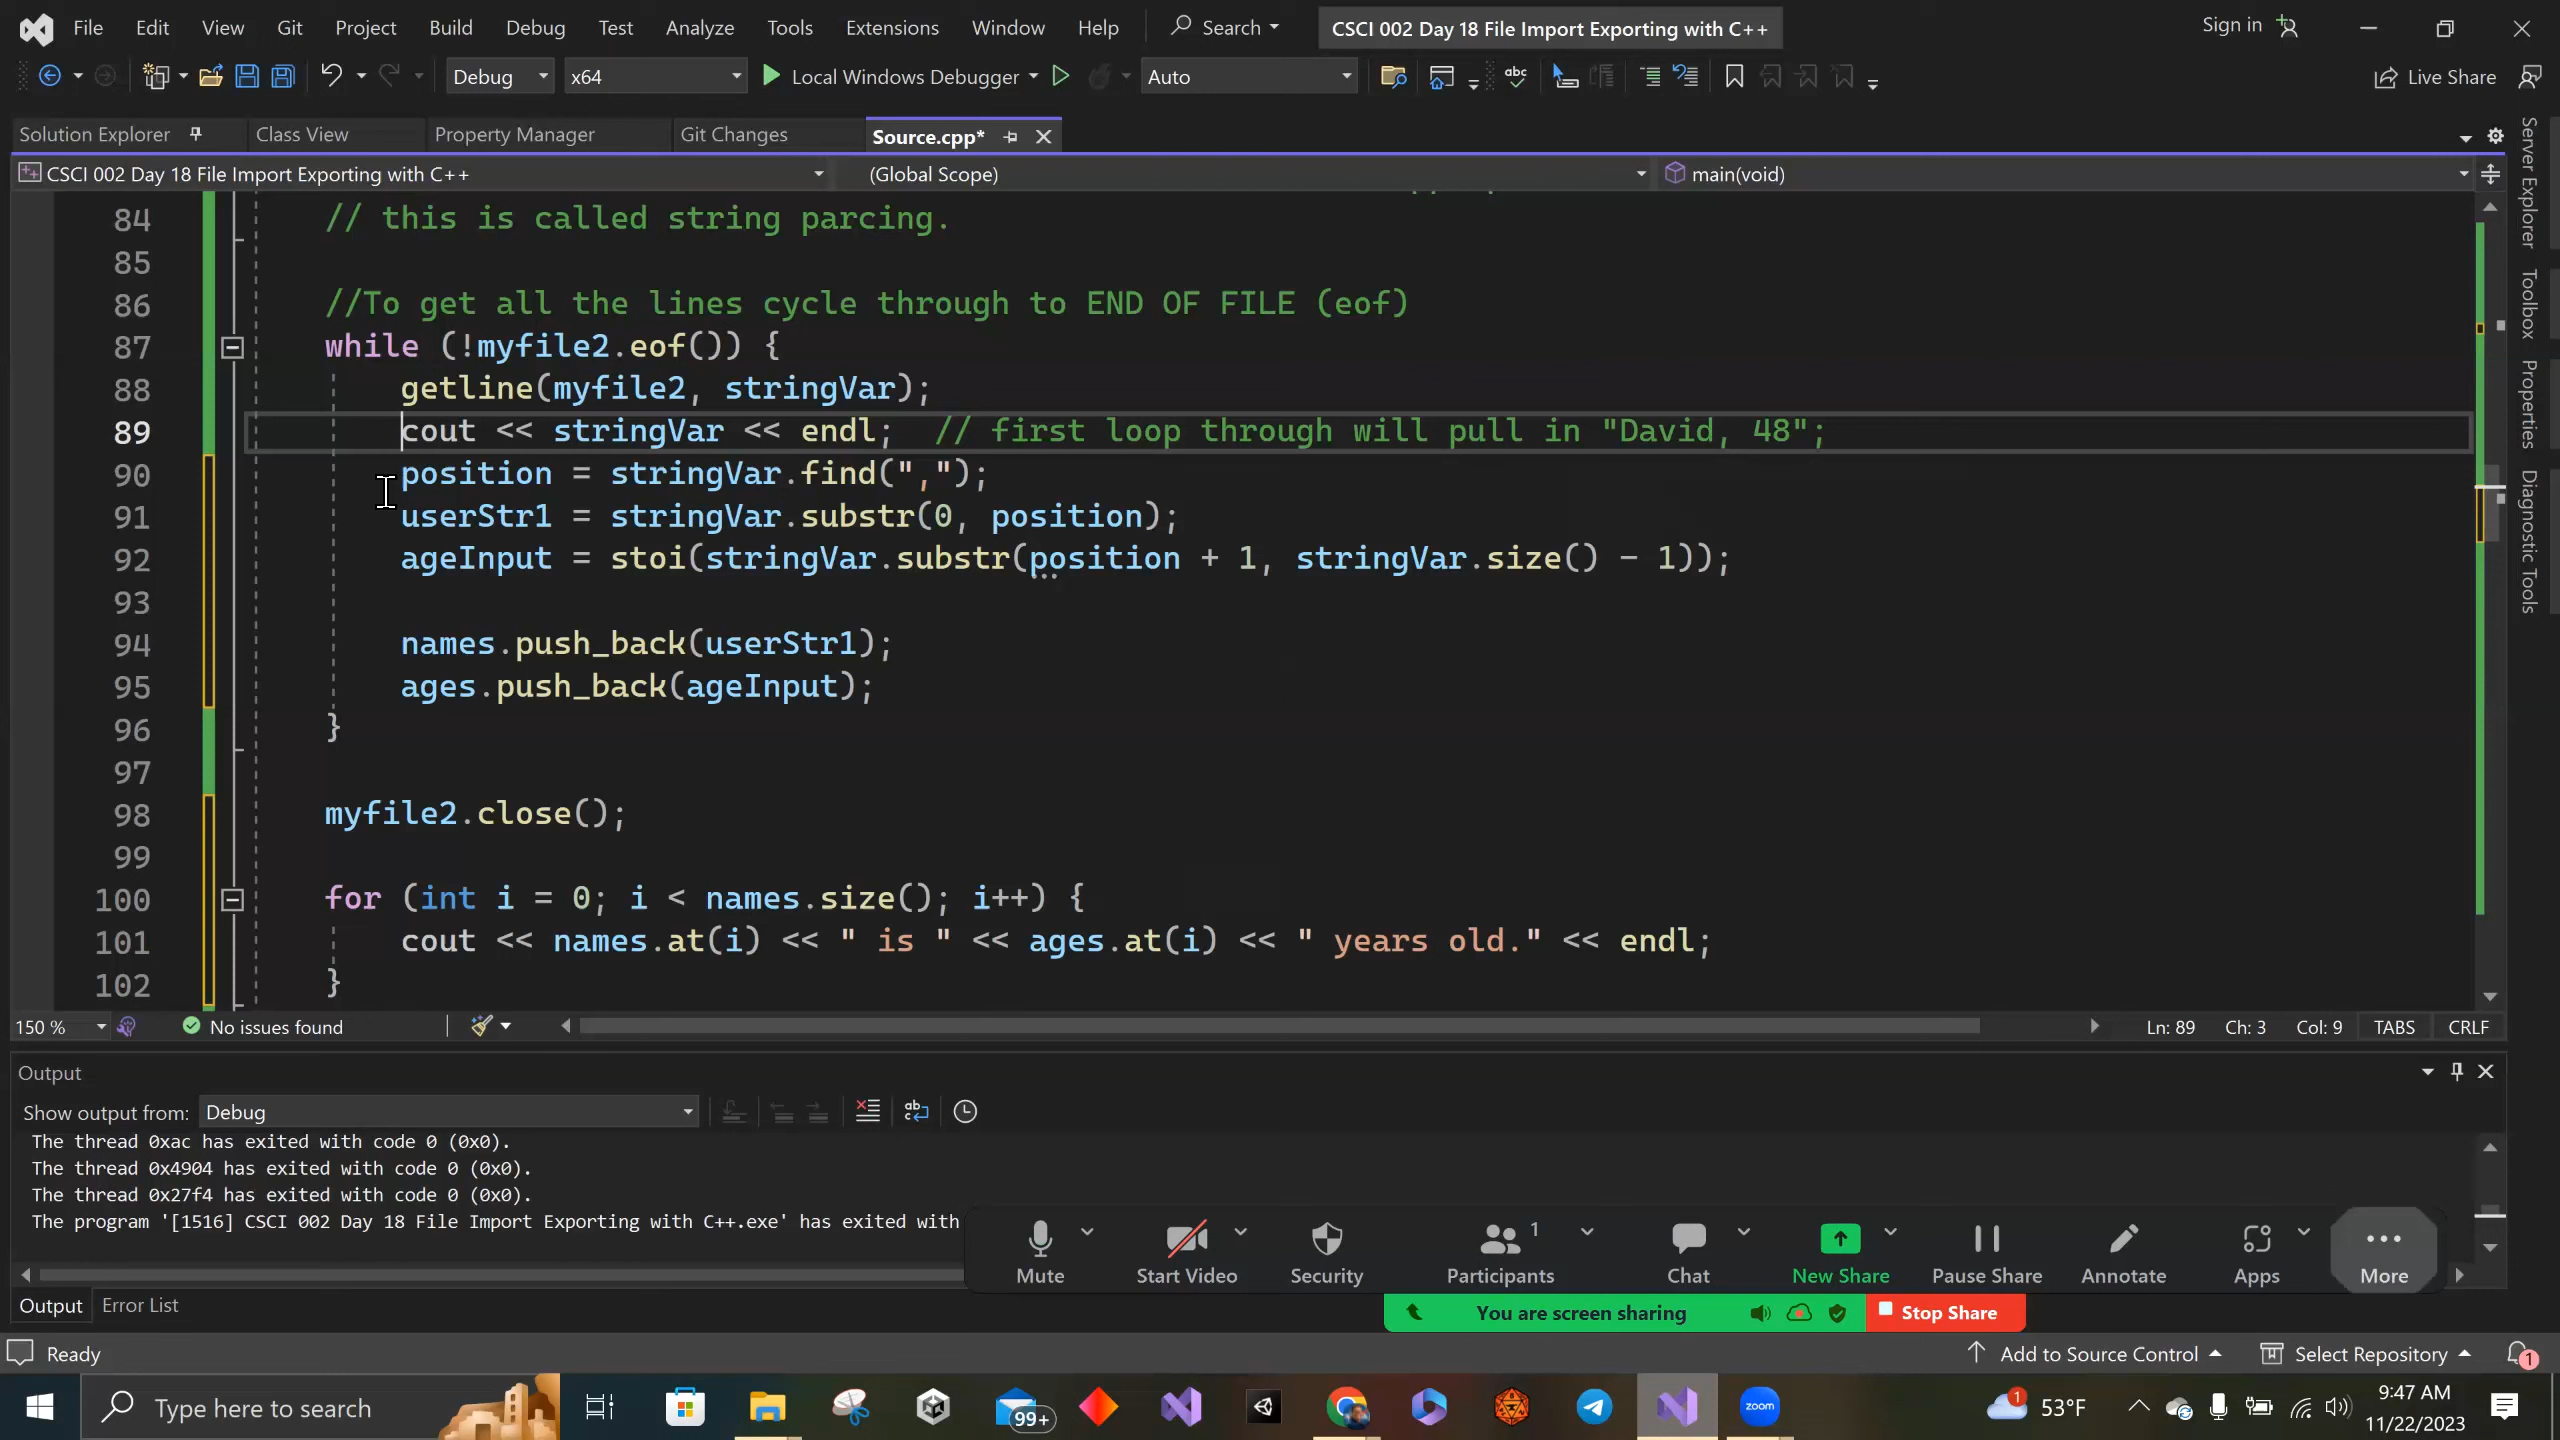 File Edit View Git Project Build Debug Test Analyze Tools Extensions Window Help Search CSCI 002 Day 18 File Import Exporting with C++ Sign in
Debug x64 Local Windows Debugger Auto Live Share
Solution Explorer Class View Property Manager Git Changes Source.cpp*
CSCI 002 Day 18 File Import Exporting with C++ (Global Scope) main(void)
84 // this is called string parcing.
85
86 //To get all the lines cycle through to END OF FILE (eof)
87 while (!myfile2.eof()) {
88 getline(myfile2, stringVar);
89 cout << stringVar << endl; // first loop through will pull in "David, 48";
90 position = stringVar.find(",");
91 userStr1 = stringVar.substr(0, position);
92 ageInput = stoi(stringVar.substr(position + 1, stringVar.size() - 1));
93
94 names.push_back(userStr1);
95 ages.push_back(ageInput);
96 }
97
98 myfile2.close();
99
100 for (int i = 0; i < names.size(); i++) {
101 cout << names.at(i) << " is " << ages.at(i) << " years old." << endl;
102 }
Server Explorer
Toolbox
Properties
Diagnostic Tools
150 % No issues found Ln: 89 Ch: 3 Col: 9 TABS CRLF
Output
Show output from: Debug
The thread 0xac has exited with code 0 (0x0).
The thread 0x4904 has exited with code 0 (0x0).
The thread 0x27f4 has exited with code 0 (0x0).
The program '[1516] CSCI 002 Day 18 File Import Exporting with C++.exe' has exited with
1
Mute Start Video Security Participants Chat New Share Pause Share Annotate Apps More
Output Error List
You are screen sharing Stop Share
Ready Add to Source Control Select Repository 1
Type here to search 99+ zoom 1 53°F 9:47 AM
11/22/2023